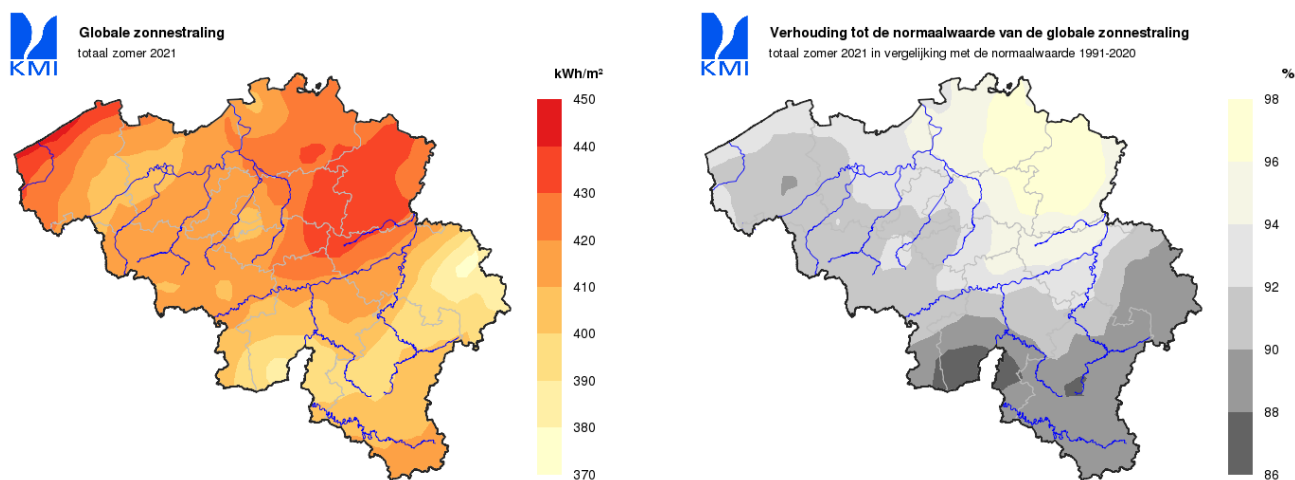 KMI
Globale zonnestraling
totaal zomer 2021
kWh/m²
450
440
430
420
410
400
390
380
370
KMI
Verhouding tot de normaalwaarde van de globale zonnestraling
totaal zomer 2021 in vergelijking met de normaalwaarde 1991-2020
%
98
96
94
92
90
88
86